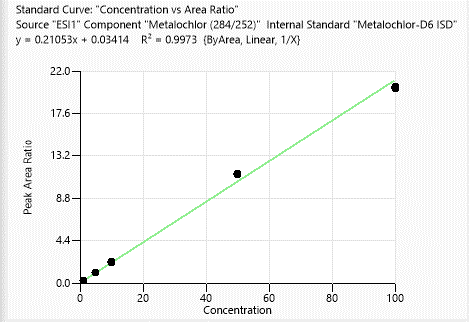 Standard Curve: "Concentration vs Area Ratio"
Source "ESI1" Component "Metalochlor (284/252)" Internal Standard "Metalochlor-D6 ISD"
y = 0.21053x + 0.03414 R² = 0.9973 {ByArea, Linear, 1/X}
22.0
17.6
13.2
8.8
4.4
0.0
Peak Area Ratio
0 20 40 60 80 100
Concentration